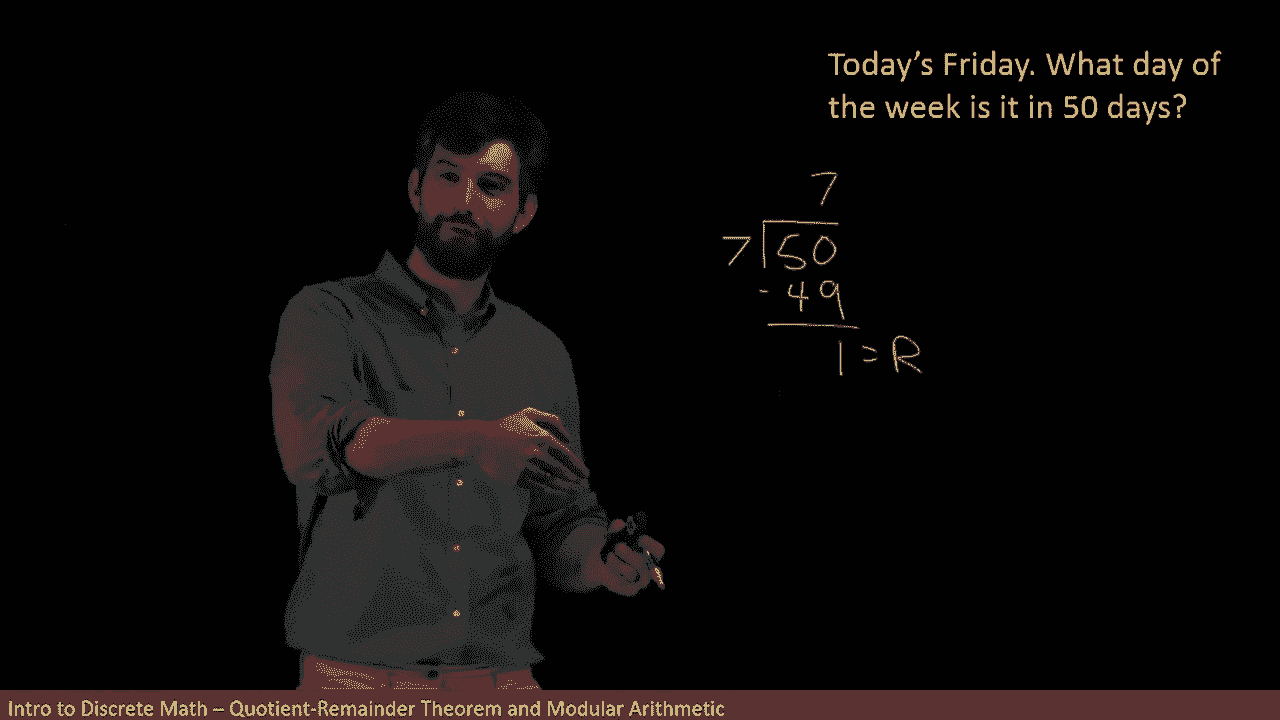 Today's Friday. What day of
the week is it in 50 days?
7
7 50
- 49
1 = R
Intro to Discrete Math – Quotient-Remainder Theorem and Modular Arithmetic